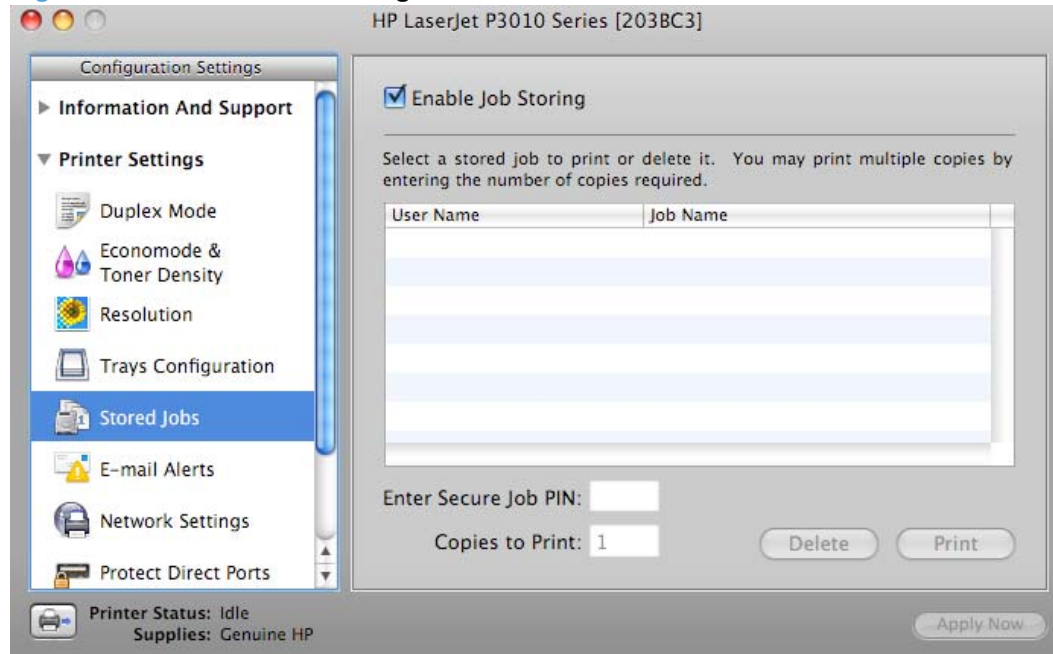 HP LaserJet P3010 Series [203BC3]
Configuration Settings
Information And Support
Printer Settings
Duplex Mode
Economode &
Toner Density
Resolution
Trays Configuration
Stored Jobs
E-mail Alerts
Network Settings
Protect Direct Ports
Enable Job Storing
Select a stored job to print or delete it. You may print multiple copies by
entering the number of copies required.
User Name Job Name
Enter Secure Job PIN:
Copies to Print: 1
Delete Print
Printer Status: Idle
Supplies: Genuine HP
Apply Now